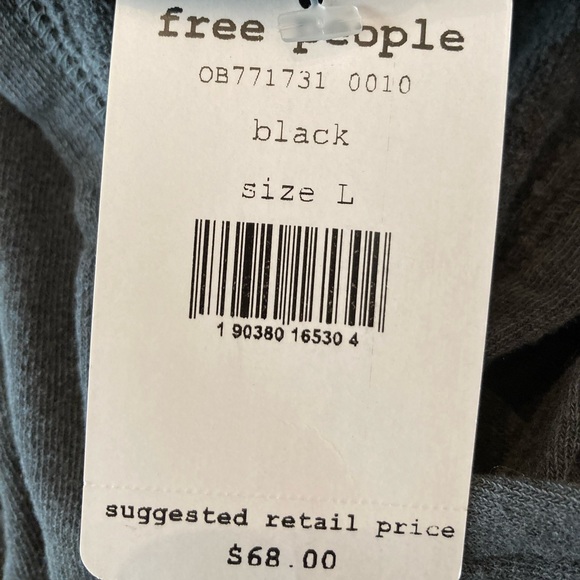 free people
OB771731 0010
black
size L
1 90380 16530 4
suggested retail price
$68.00